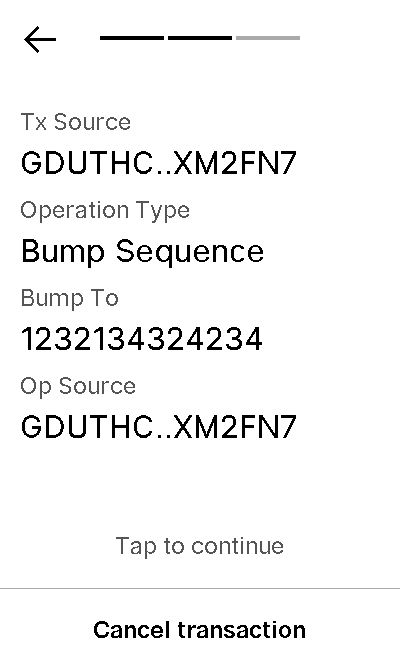 Tx Source
GDUTHC..XM2FN7
Operation Type
Bump Sequence
Bump To
1232134324234
Op Source
GDUTHC..XM2FN7
Tap to continue
Cancel transaction